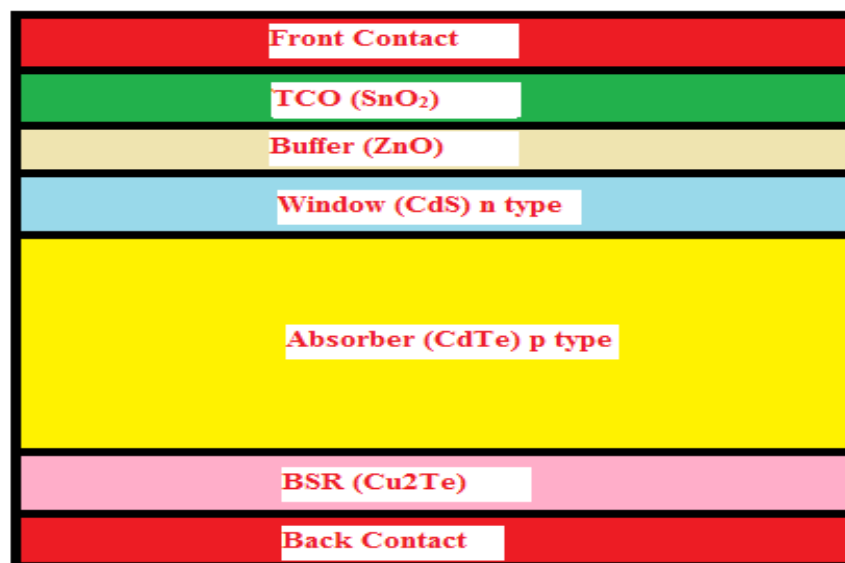 Front Contact
TCO (SnO₂)
Buffer (ZnO)
Window (CdS) n type
Absorber (CdTe) p type
BSR (Cu2Te)
Back Contact